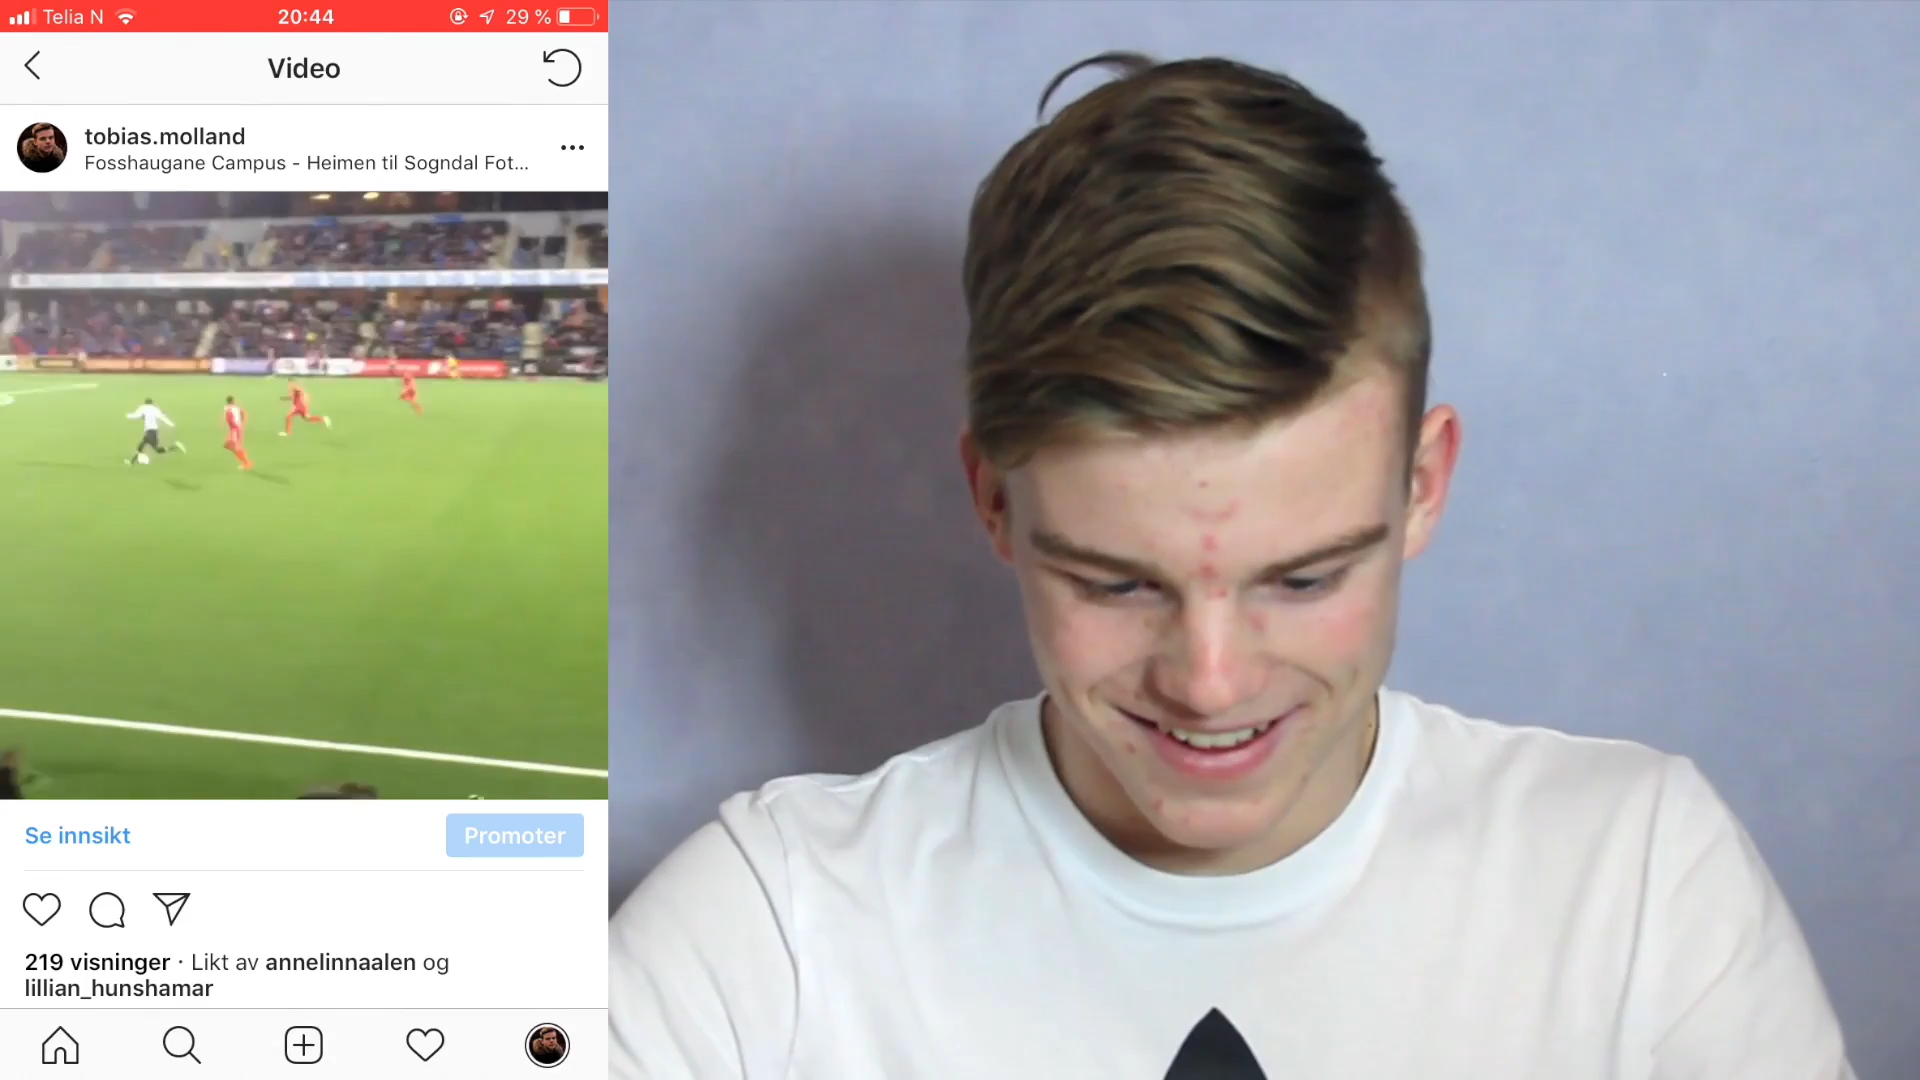 Telia N
20:44
29 %
Video
tobias.molland
Fosshaugane Campus - Heimen til Sogndal Fot...
Se innsikt
Promoter
219 visninger · Likt av annelinnaalen og
lillian_hunshamar